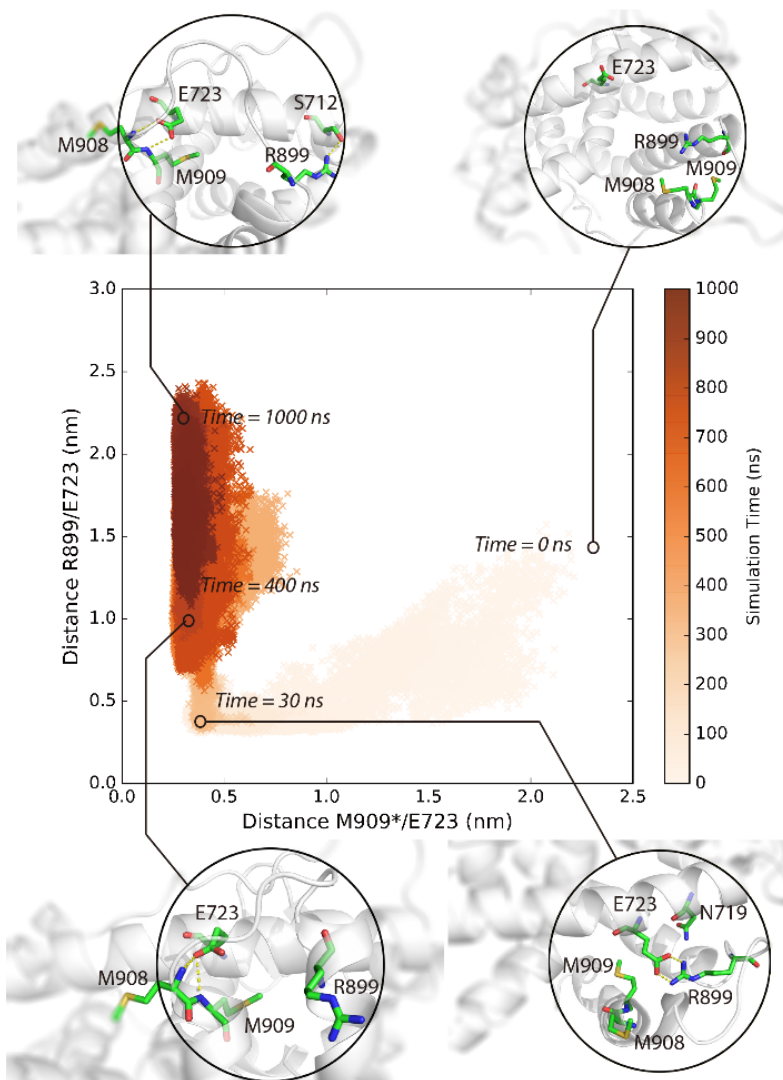 E723
S712
M908
R899
M909
E723
R899
M909
M908
3.0
2.5
2.0
1.5
1.0
0.5
0.0
Distance R899/E723 (nm)
Time = 1000 ns
Time = 0 ns
Time = 400 ns
Time = 30 ns
0.0 0.5 1.0 1.5 2.0 2.5
Distance M909*/E723 (nm)
1000
900
800
700
600
500
400
300
200
100
0
Simulation Time (ns)
E723
M908
R899
M909
E723
N719
M909
R899
M908